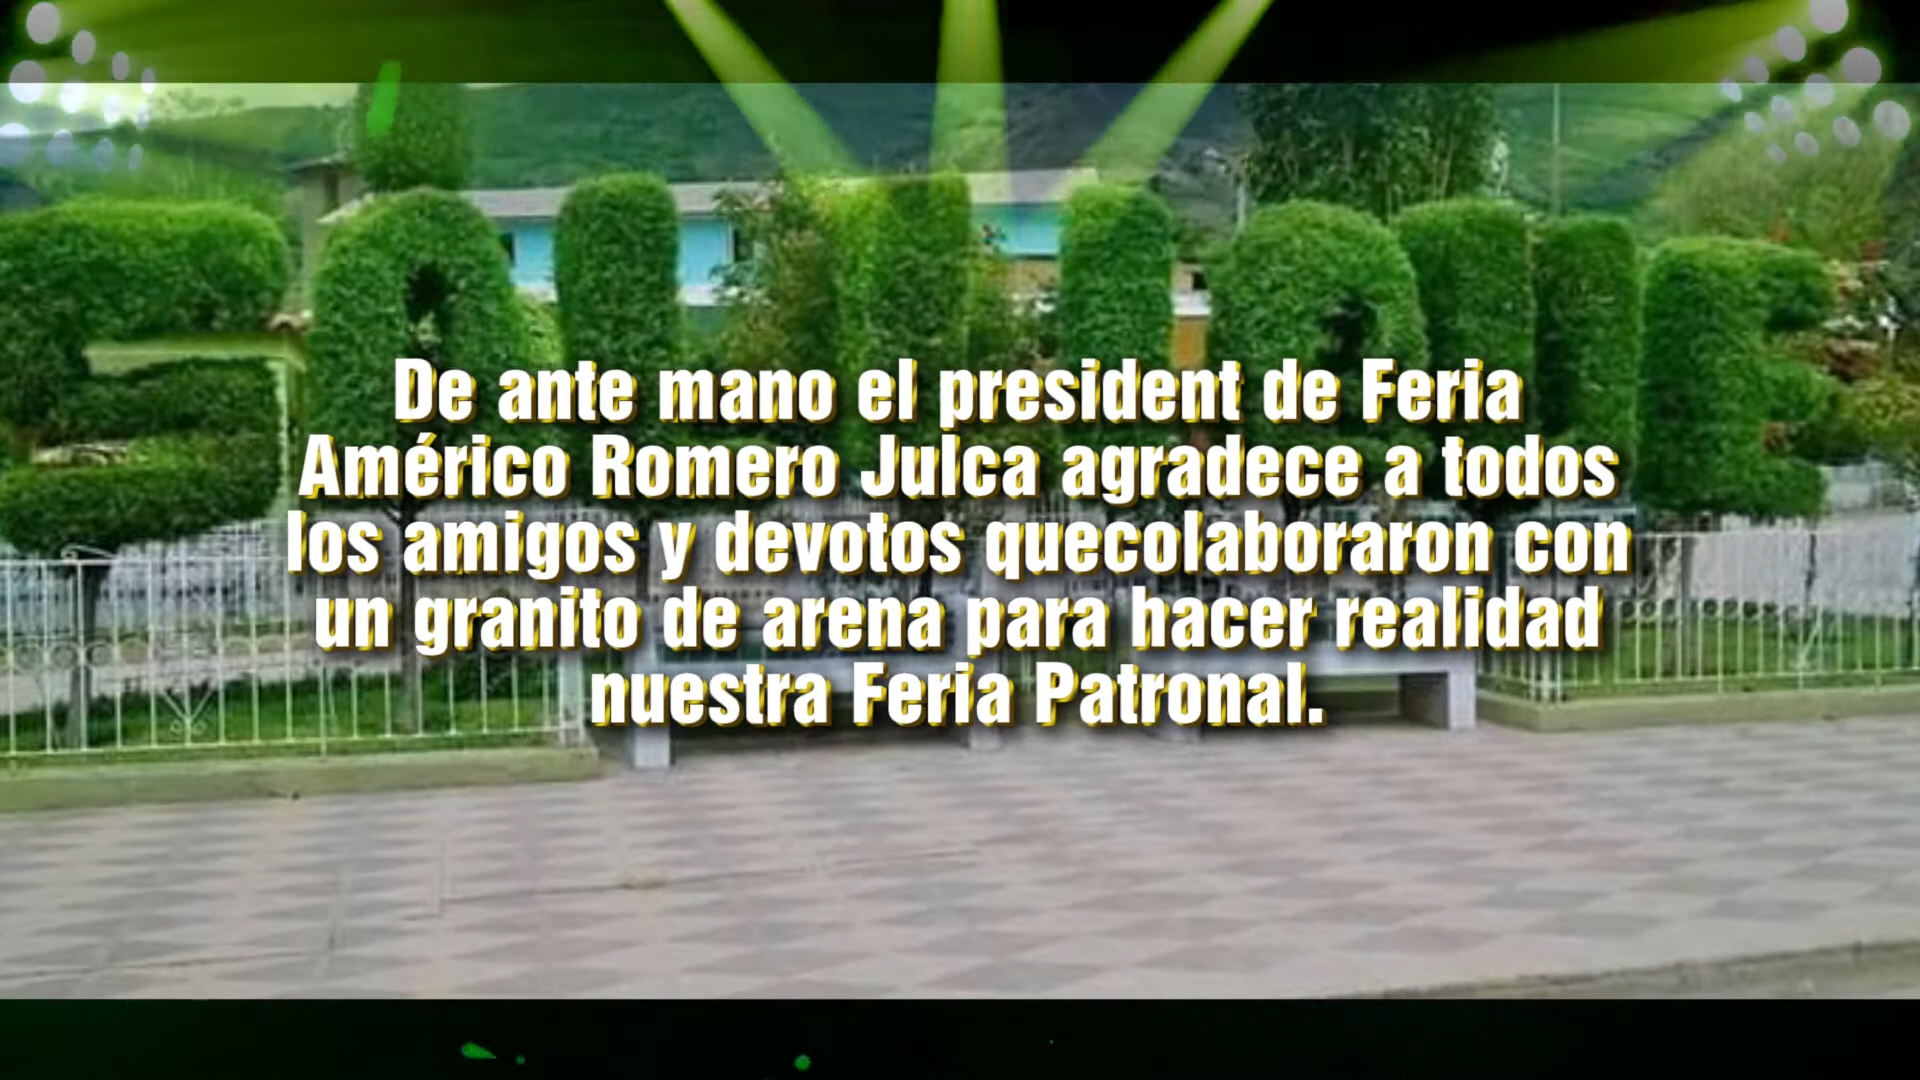 De ante mano el president de Feria
Américo Romero Julca agradece a todos
los amigos y devotos quecolaboraron con
un granito de arena para hacer realidad
nuestra Feria Patronal.